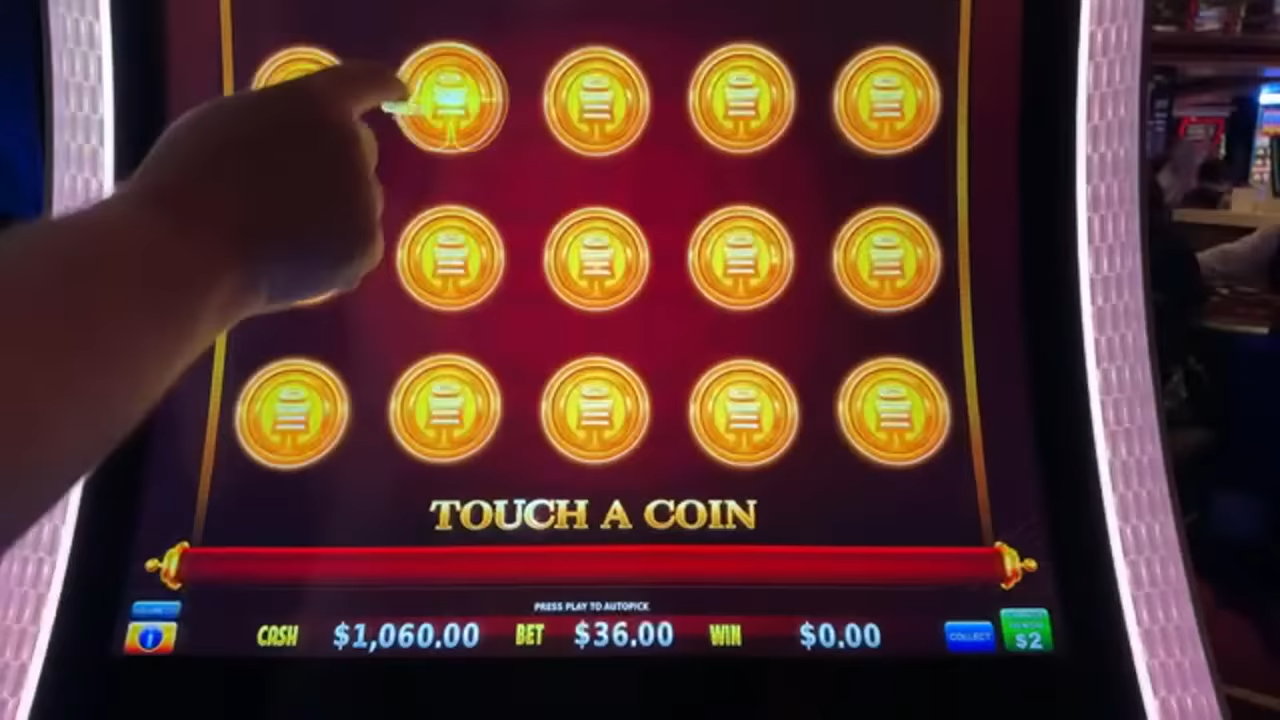 TOUCH A COIN
PRESS PLAY TO AUTOPICK
CASH $1,060.00 BET $36.00 WIN $0.00
COLLECT
$2